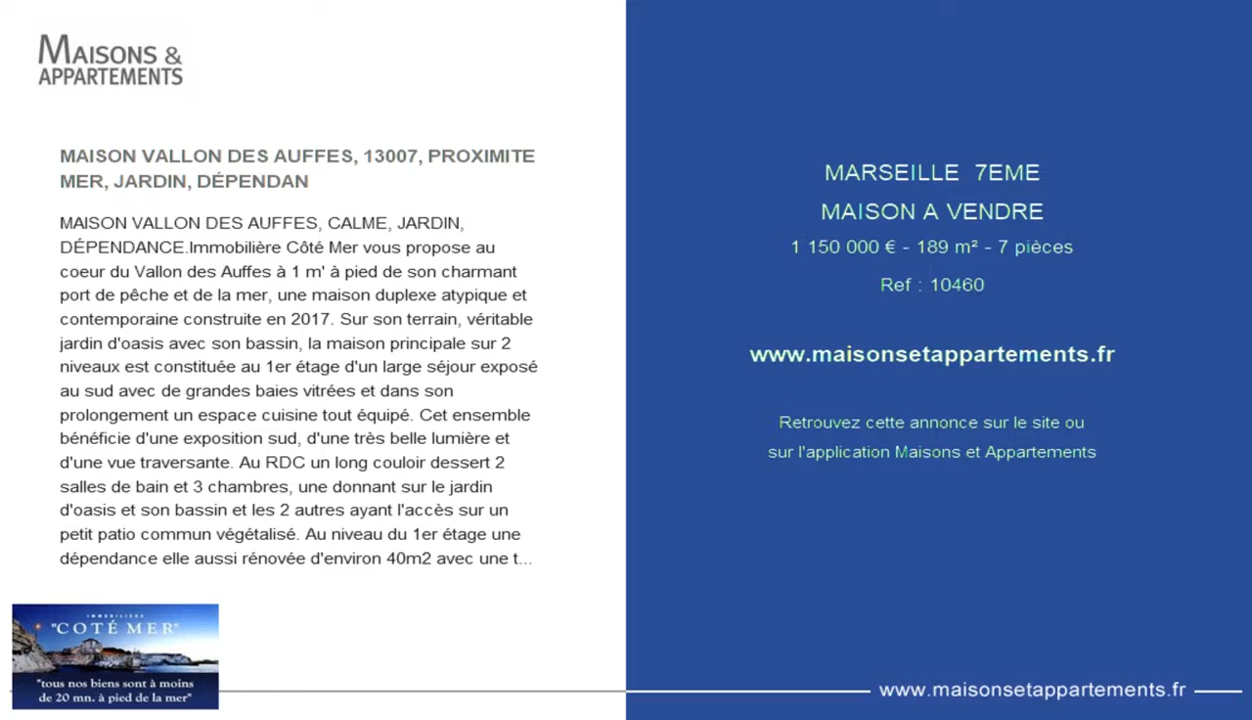 MAISONS &
APPARTEMENTS
MAISON VALLON DES AUFFES, 13007, PROXIMITE
MER, JARDIN, DÉPENDAN
MAISON VALLON DES AUFFES, CALME, JARDIN,
DÉPENDANCE.Immobilière Côté Mer vous propose au
coeur du Vallon des Auffes à 1 m' à pied de son charmant
port de pêche et de la mer, une maison duplexe atypique et
contemporaine construite en 2017. Sur son terrain, véritable
jardin d'oasis avec son bassin, la maison principale sur 2
niveaux est constituée au 1er étage d'un large séjour exposé
au sud avec de grandes baies vitrées et dans son
prolongement un espace cuisine tout équipé. Cet ensemble
bénéficie d'une exposition sud, d'une très belle lumière et
d'une vue traversante. Au RDC un long couloir dessert 2
salles de bain et 3 chambres, une donnant sur le jardin
d'oasis et son bassin et les 2 autres ayant l'accès sur un
petit patio commun végétalisé. Au niveau du 1er étage une
dépendance elle aussi rénovée d'environ 40m2 avec une t...
IMMOBILIÈRE
"COTÉ MER"
"tous nos biens sont à moins
de 20 mn. à pied de la mer"
MARSEILLE 7EME
MAISON A VENDRE
1 150 000 € - 189 m² - 7 pièces
Ref : 10460
www.maisonsetappartements.fr
Retrouvez cette annonce sur le site ou
sur l'application Maisons et Appartements
www.maisonsetappartements.fr